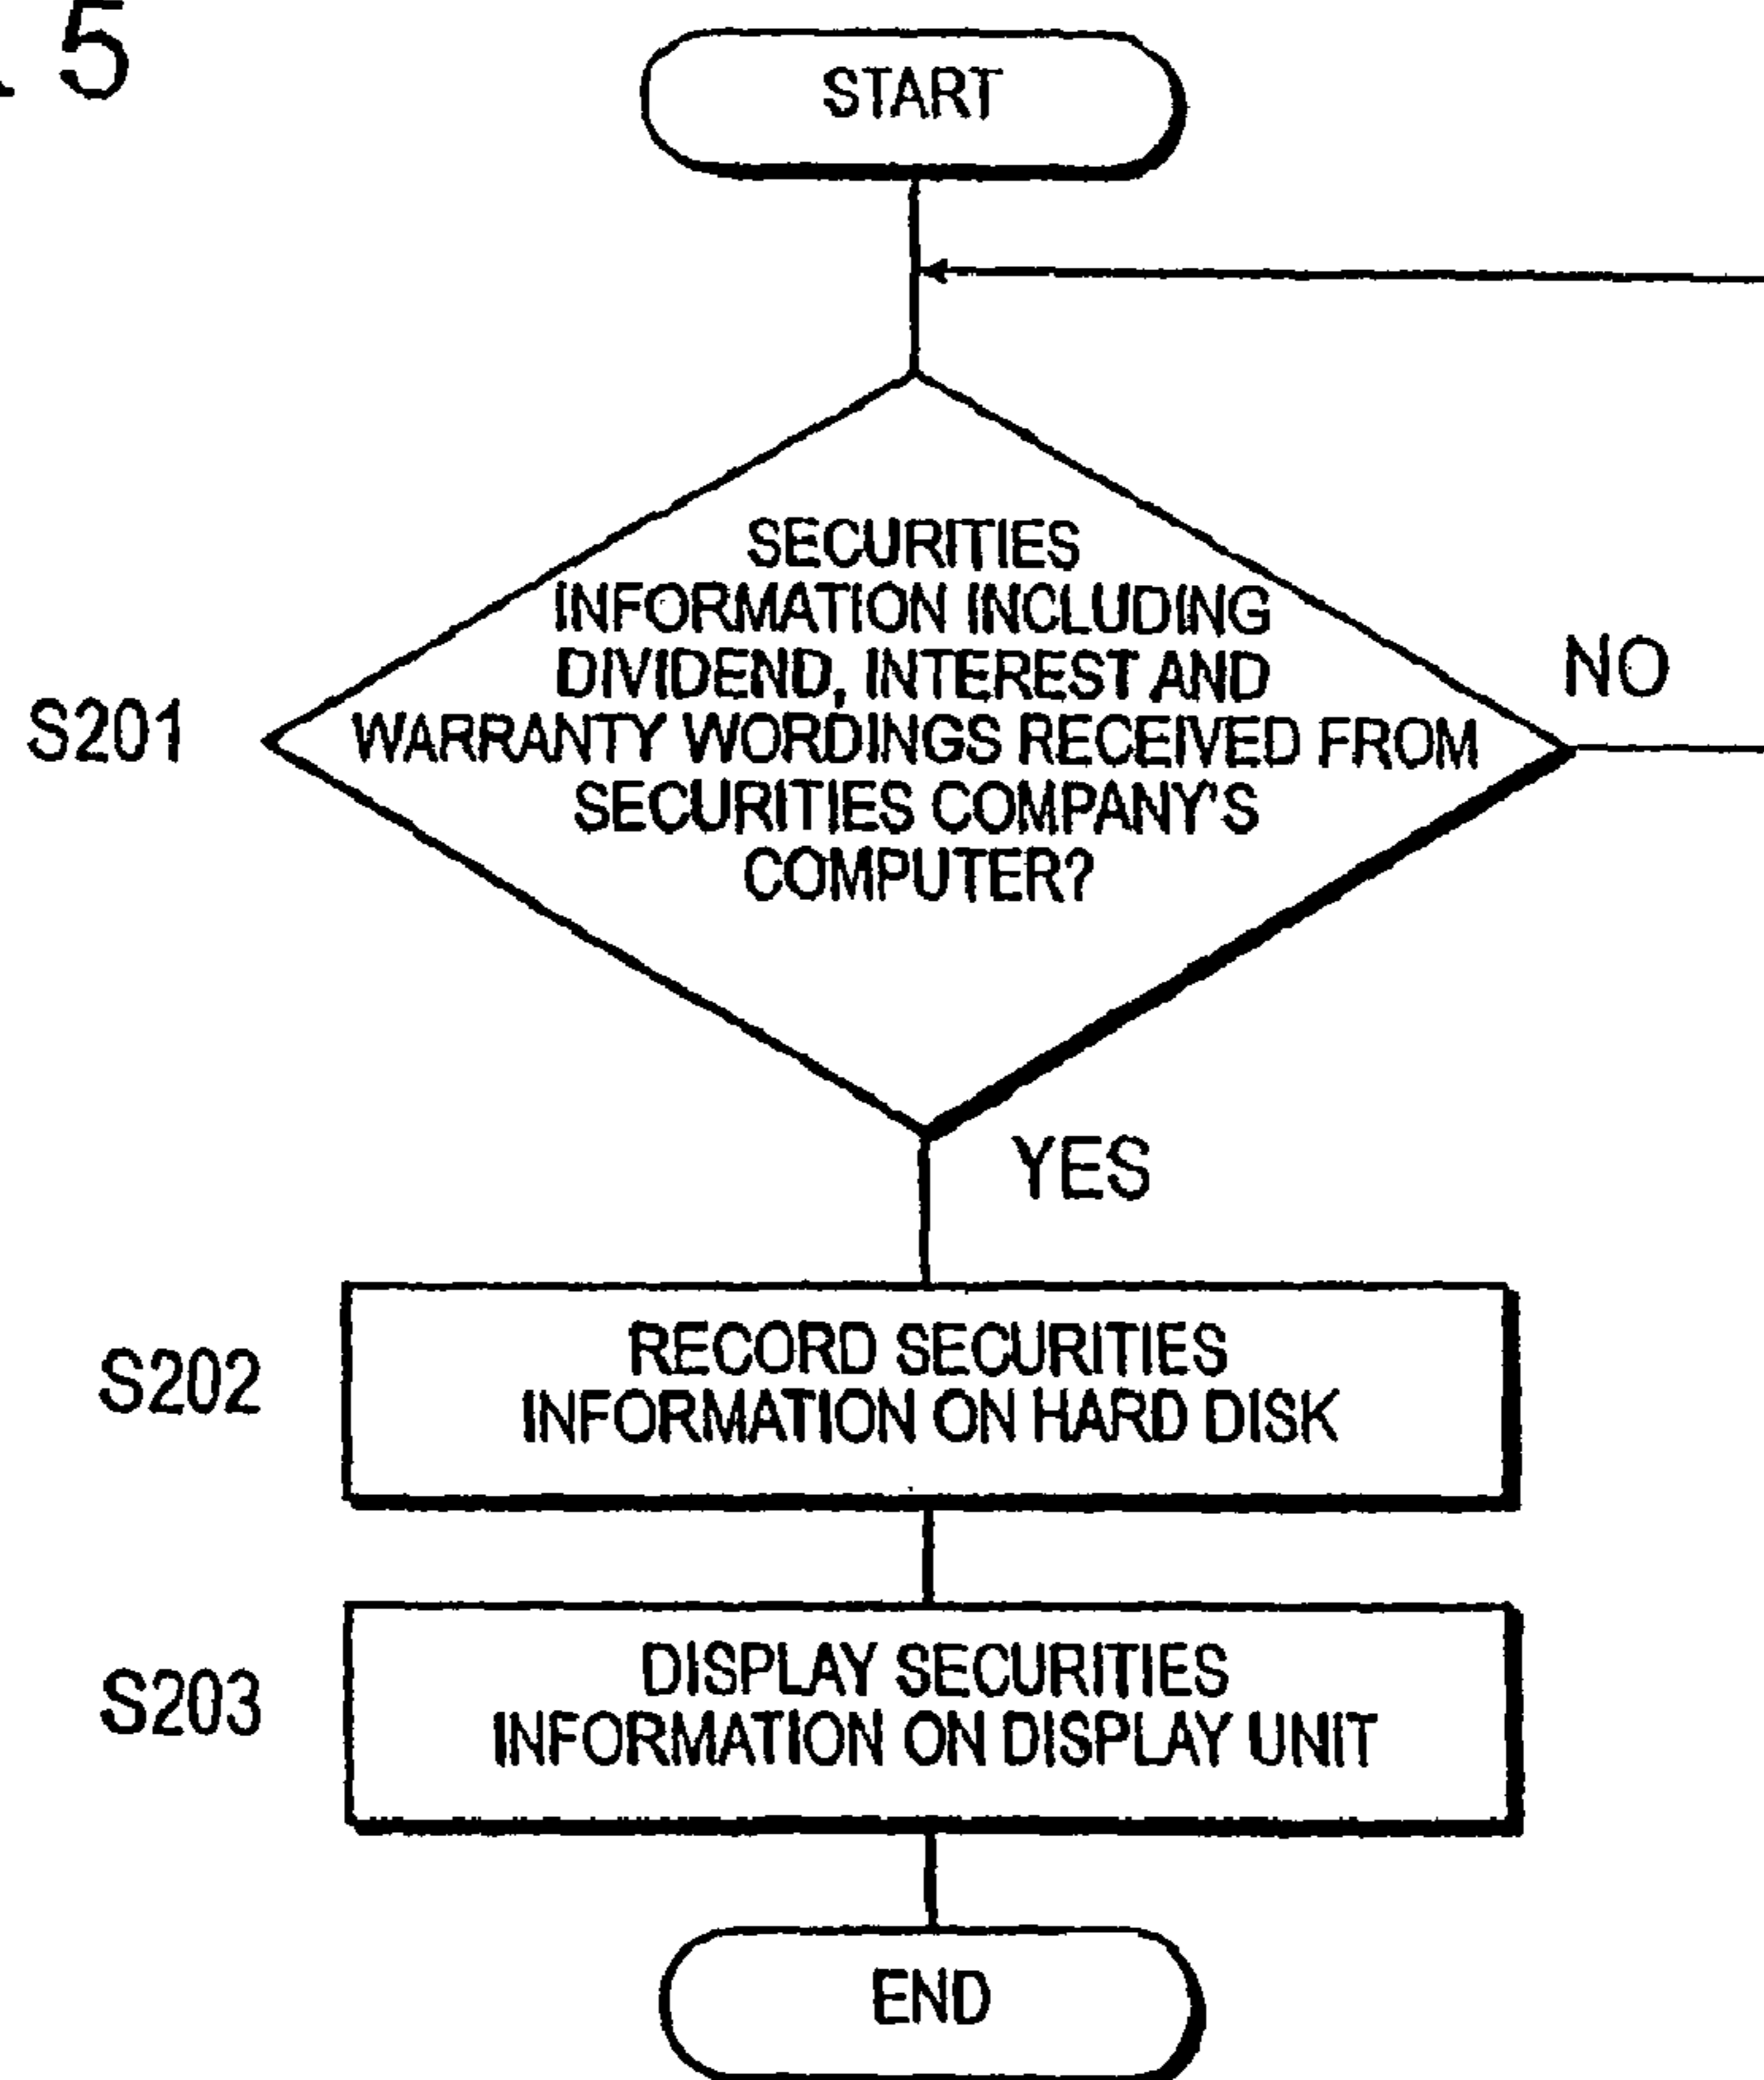 5
START
SECURITIES
INFORMATION INCLUDING
DIVIDEND, INTEREST AND
WARRANTY WORDINGS RECEIVED FROM
SECURITIES COMPANY'S
COMPUTER?
S201
NO
YES
S202
RECORD SECURITIES
INFORMATION ON HARD DISK
S203
DISPLAY SECURITIES
INFORMATION ON DISPLAY UNIT
END